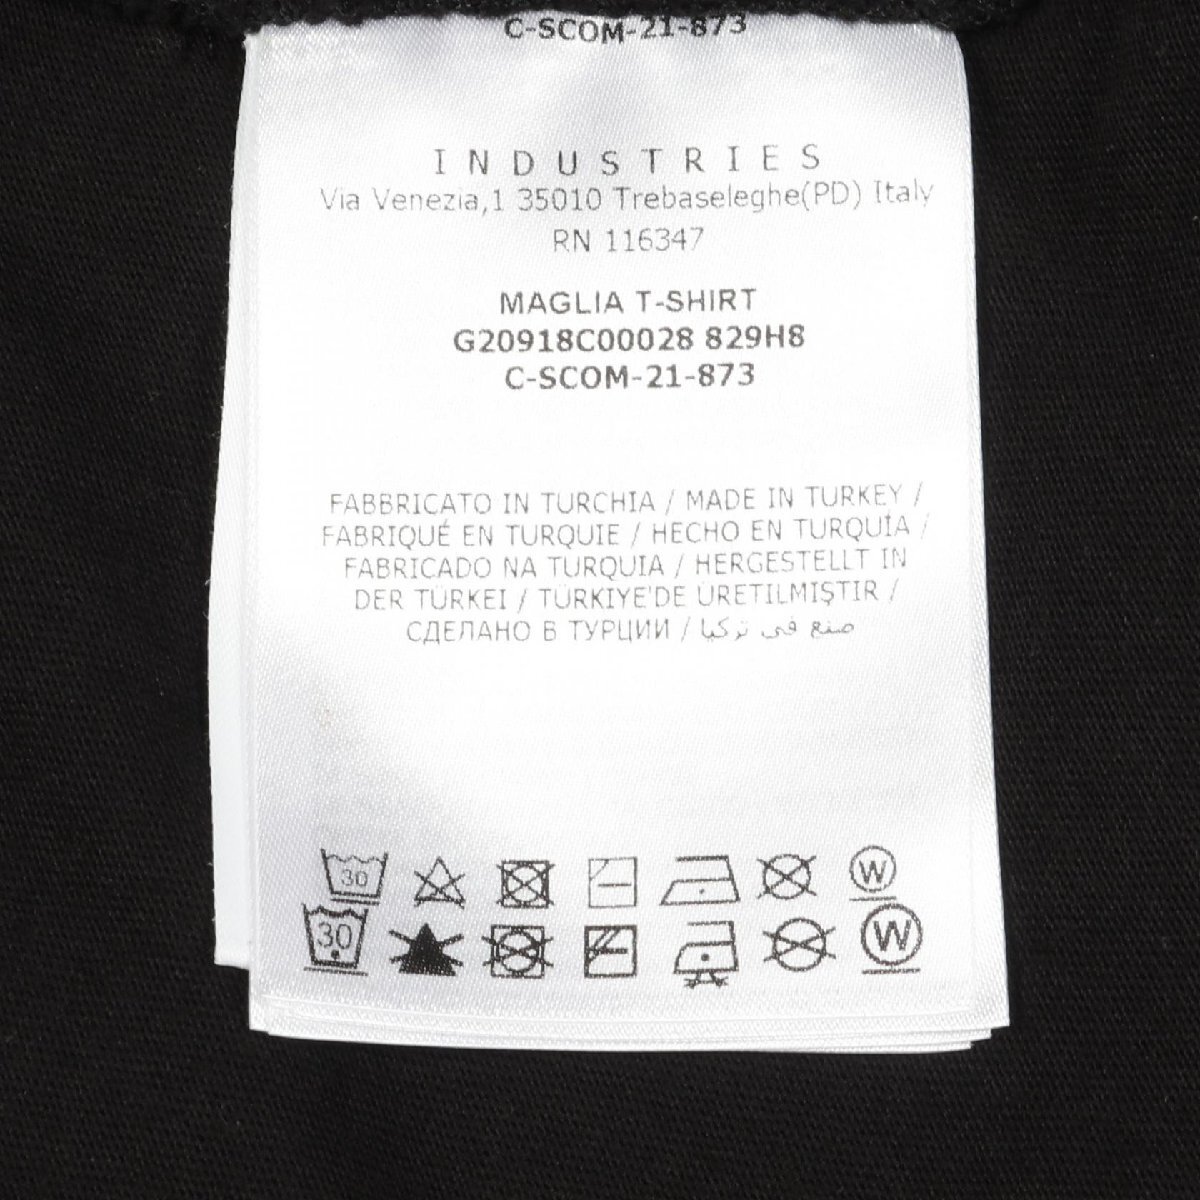 C-SCOM-21-873
INDUSTRIES
Via Venezia,1 35010 Trebaseleghe(PD) Italy
RN 116347
MAGLIA T-SHIRT
G20918C00028 829H8
C-SCOM-21-873
FABBRICATO IN TURCHIA / MADE IN TURKEY /
FABRIQUÉ EN TURQUIE / HECHO EN TURQUÍA /
FABRICADO NA TURQUIA / HERGESTELLT IN
DER TÜRKEI / TÜRKIYE'DE ÜRETILMIŞTIR /
СДЕЛАНО В ТУРЦИИ / صنع في تركيا
30 W
30 W